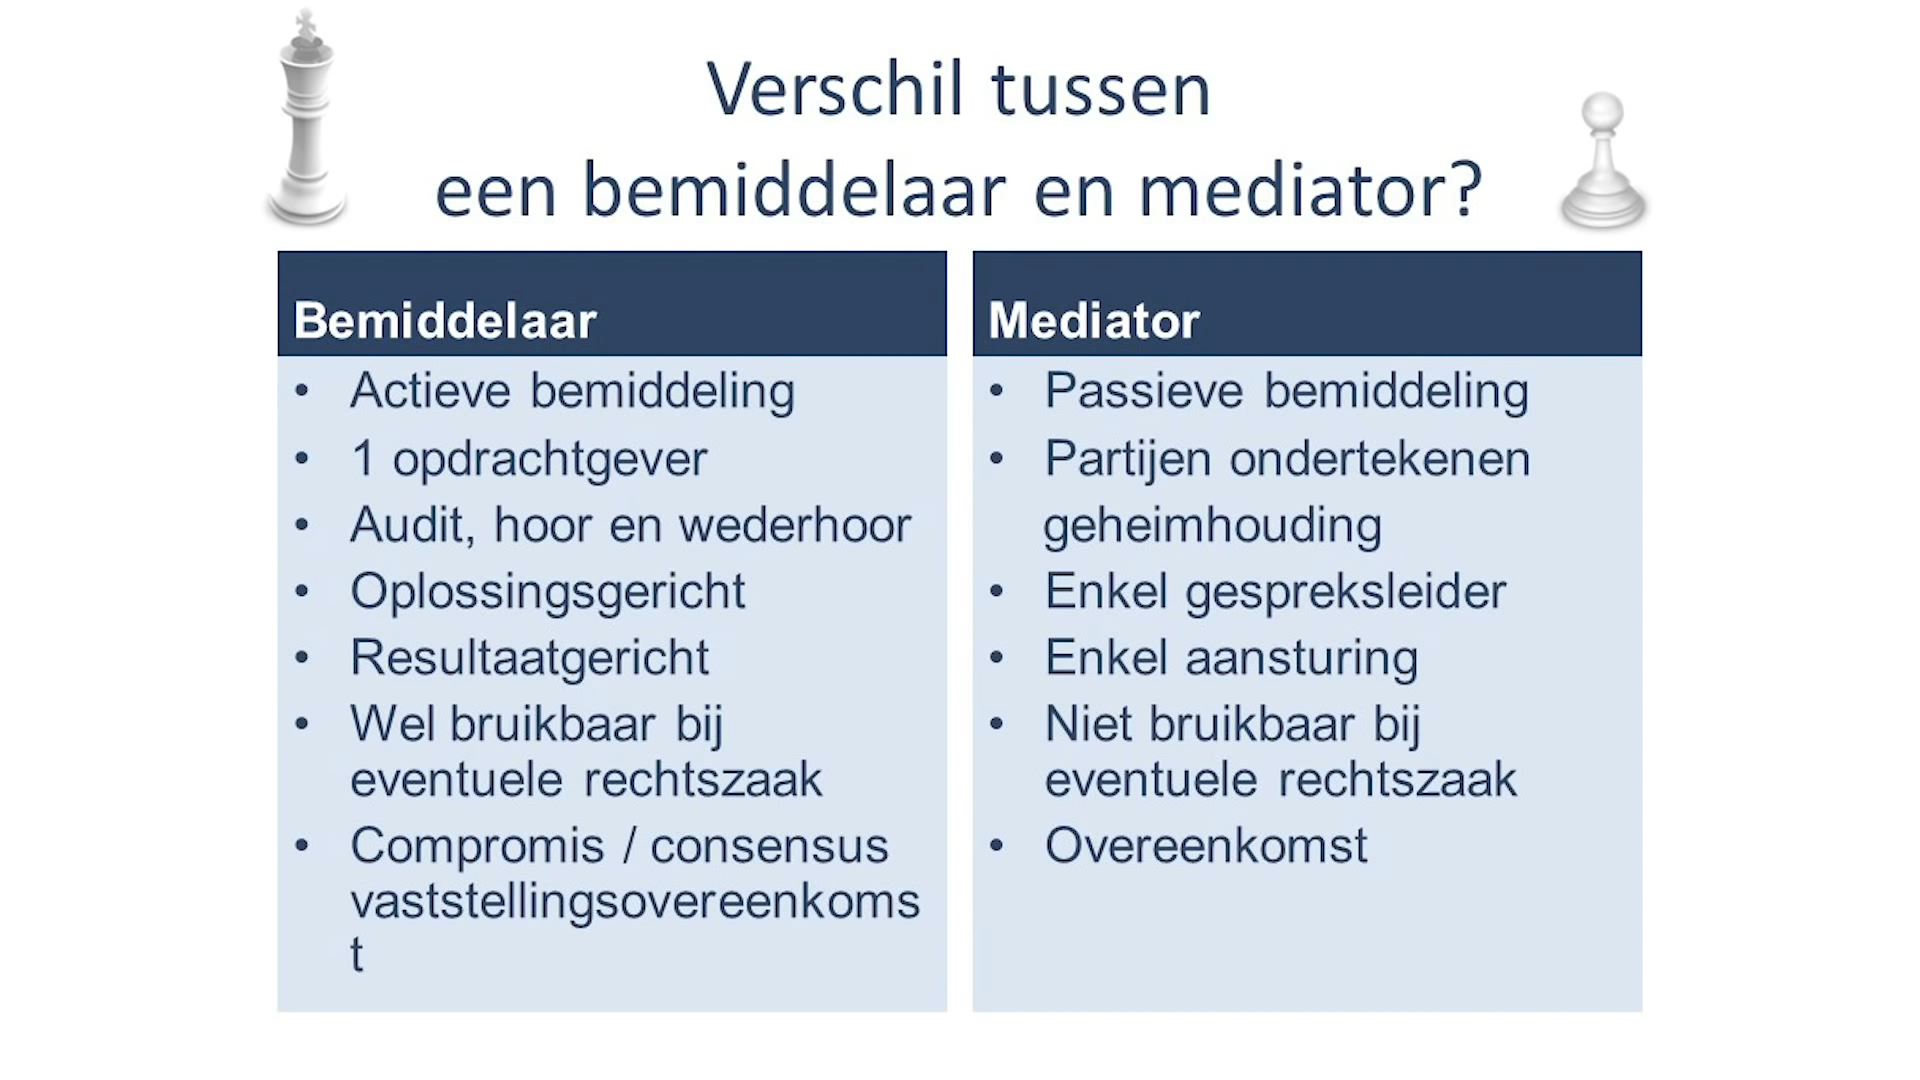 Verschil tussen
een bemiddelaar en mediator?
Bemiddelaar
• Actieve bemiddeling
• 1 opdrachtgever
• Audit, hoor en wederhoor
• Oplossingsgericht
• Resultaatgericht
• Wel bruikbaar bij
eventuele rechtszaak
• Compromis / consensus
vaststellingsovereenkoms
t
Mediator
• Passieve bemiddeling
• Partijen ondertekenen
geheimhouding
• Enkel gespreksleider
• Enkel aansturing
• Niet bruikbaar bij
eventuele rechtszaak
• Overeenkomst